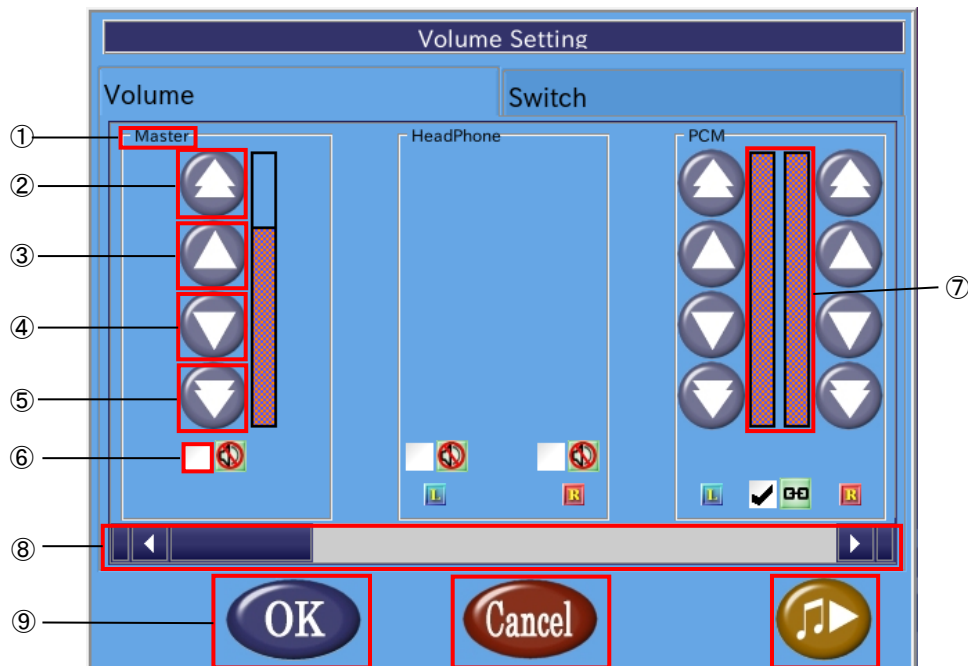 Volume Setting
Volume
Switch
① Master
HeadPhone
PCM
②
③
④
⑤
⑥
⑦
L
R
L
R
⑧
⑨
OK
Cancel